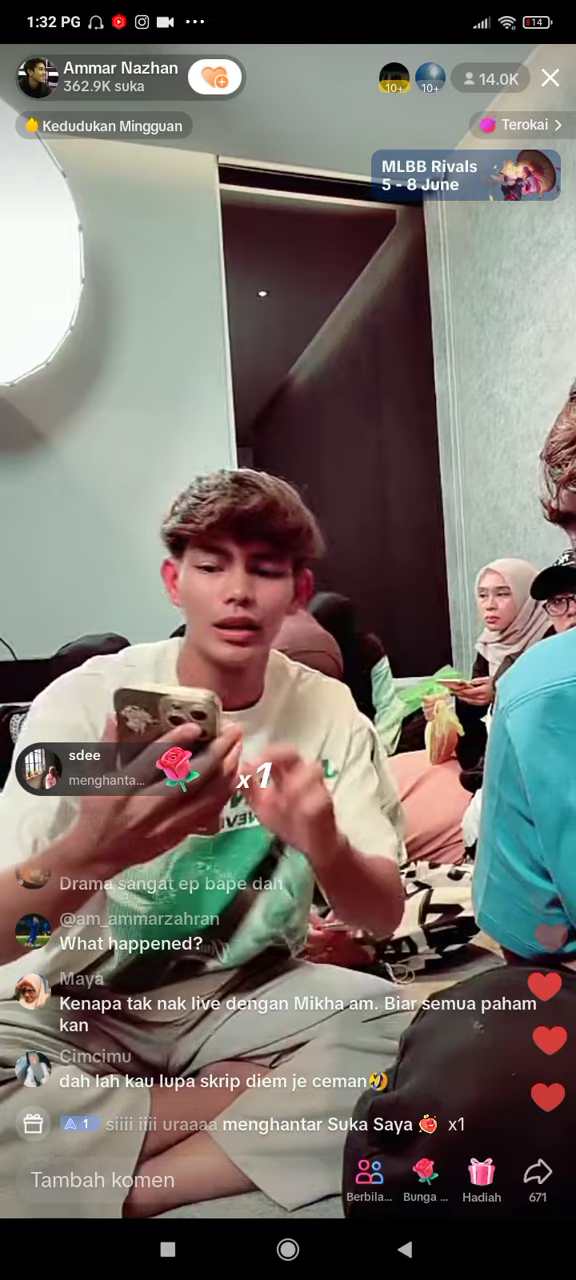 1:32 PG
14
Ammar Nazhan
362.9K suka
10+
10+
14.0K
Kedudukan Mingguan
Terokai
MLBB Rivals
5 - 8 June
sdee
menghanta...
x1
Drama sangat ep bape dah
@am_ammarzahran
What happened?
Maya
Kenapa tak nak live dengan Mikha am. Biar semua paham
kan
Cimcimu
dah lah kau lupa skrip diem je ceman🤣
1 siiii iiii uraaaa menghantar Suka Saya x1
Tambah komen
Berbila...
Bunga ...
Hadiah
671